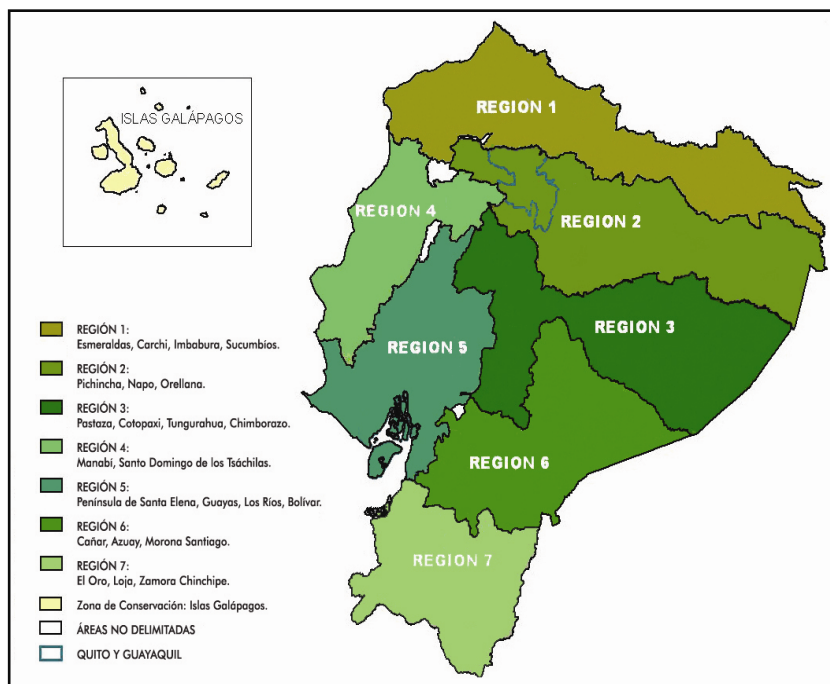 ISLAS GALÁPAGOS
REGION 1
REGION 4
REGION 2
REGION 3
REGION 5
REGION 6
REGION 7
REGIÓN 1:
Esmeraldas, Carchi, Imbabura, Sucumbíos.
REGIÓN 2:
Pichincha, Napo, Orellana.
REGIÓN 3:
Pastaza, Cotopaxi, Tungurahua, Chimborazo.
REGIÓN 4:
Manabí, Santo Domingo de los Tsáchilas.
REGIÓN 5:
Península de Santa Elena, Guayas, Los Ríos, Bolívar.
REGIÓN 6:
Cañar, Azuay, Morona Santiago.
REGIÓN 7:
El Oro, Loja, Zamora Chinchipe.
Zona de Conservación: Islas Galápagos.
ÁREAS NO DELIMITADAS
QUITO Y GUAYAQUIL